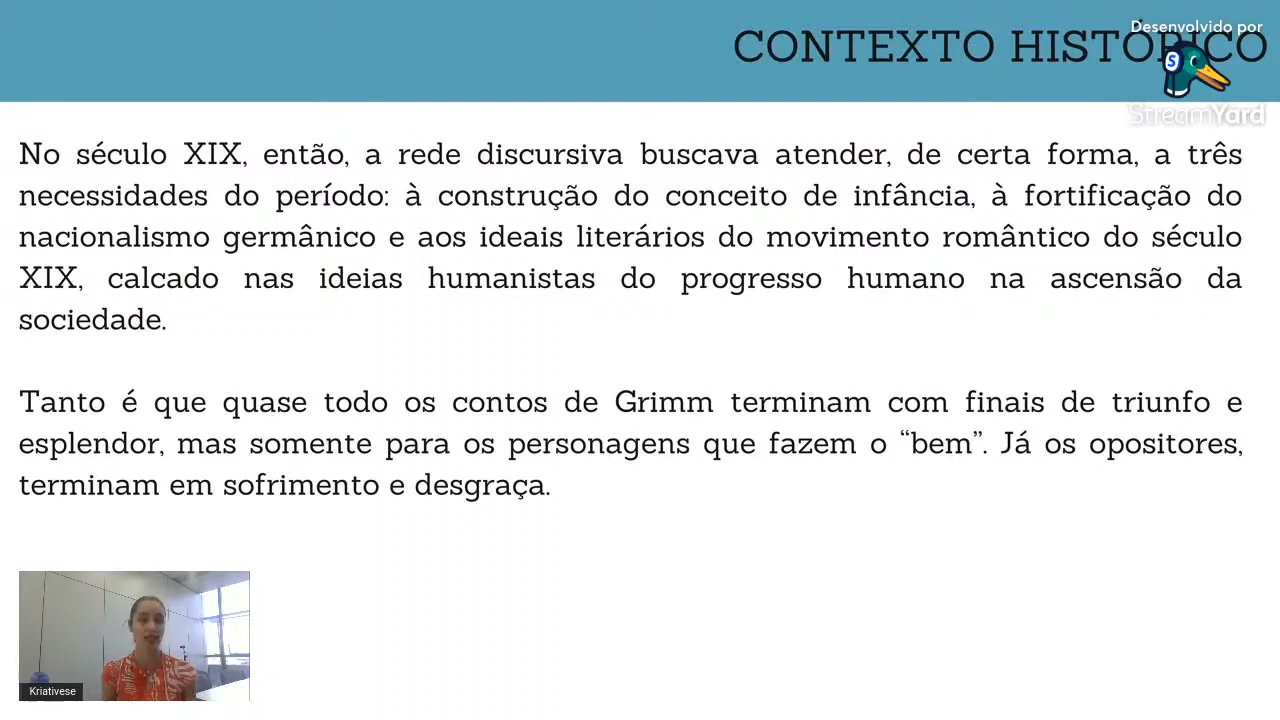 Desenvolvido por
CONTEXTO HISTÓRICO
StreamYard
No século XIX, então, a rede discursiva buscava atender, de certa forma, a três
necessidades do período: à construção do conceito de infância, à fortificação do
nacionalismo germânico e aos ideais literários do movimento romântico do século
XIX, calcado nas ideias humanistas do progresso humano na ascensão da
sociedade.
Tanto é que quase todo os contos de Grimm terminam com finais de triunfo e
esplendor, mas somente para os personagens que fazem o “bem”. Já os opositores,
terminam em sofrimento e desgraça.
Kriativese